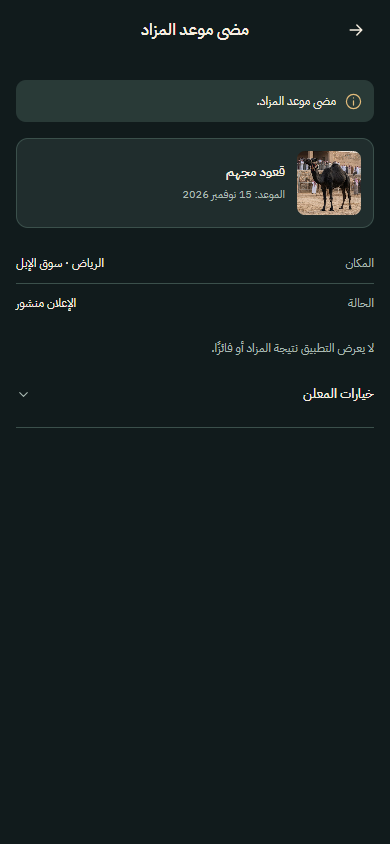 مضى موعد المزاد
مضى موعد المزاد.
قعود مجهم
الموعد: 15 نوفمبر 2026
المكان
الرياض · سوق الإبل
الحالة
الإعلان منشور
لا يعرض التطبيق نتيجة المزاد أو فائزًا.
خيارات المعلن